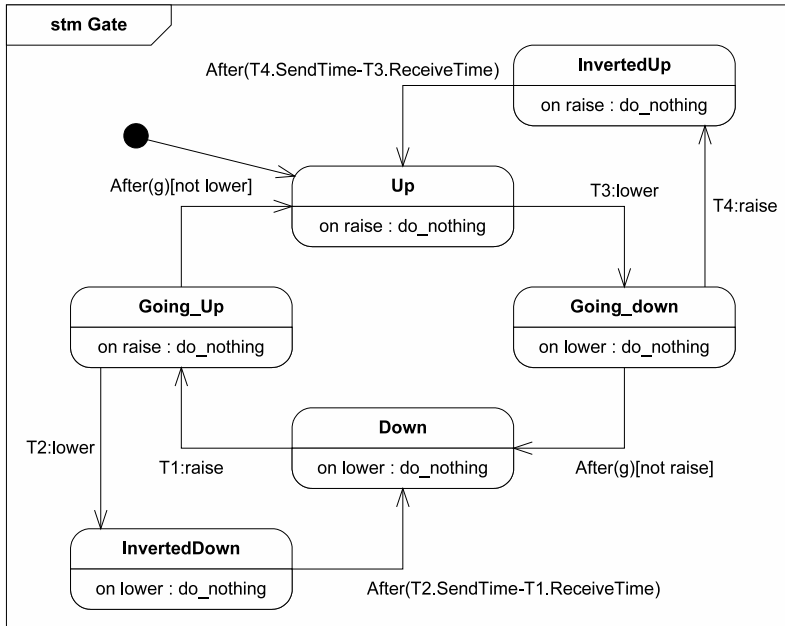 stm Gate
After(T4.SendTime-T3.ReceiveTime)
InvertedUp
on raise : do_nothing
After(g)[not lower]
Up
on raise : do_nothing
T3:lower
T4:raise
Going_Up
on raise : do_nothing
Going_down
on lower : do_nothing
T2:lower
T1:raise
Down
on lower : do_nothing
After(g)[not raise]
InvertedDown
on lower : do_nothing
After(T2.SendTime-T1.ReceiveTime)